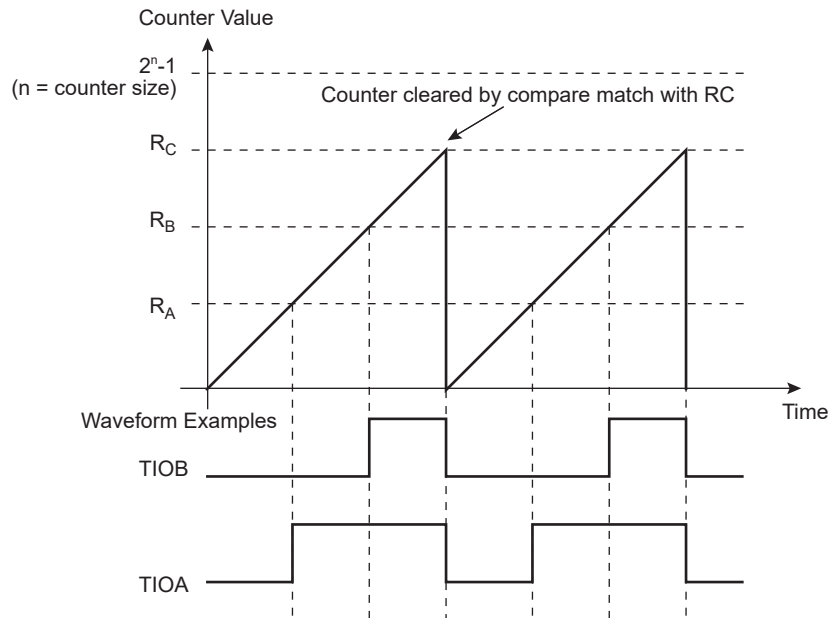 Counter Value
2ⁿ-1
(n = counter size)
Counter cleared by compare match with RC
R_C
R_B
R_A
Time
Waveform Examples
TIOB
TIOA